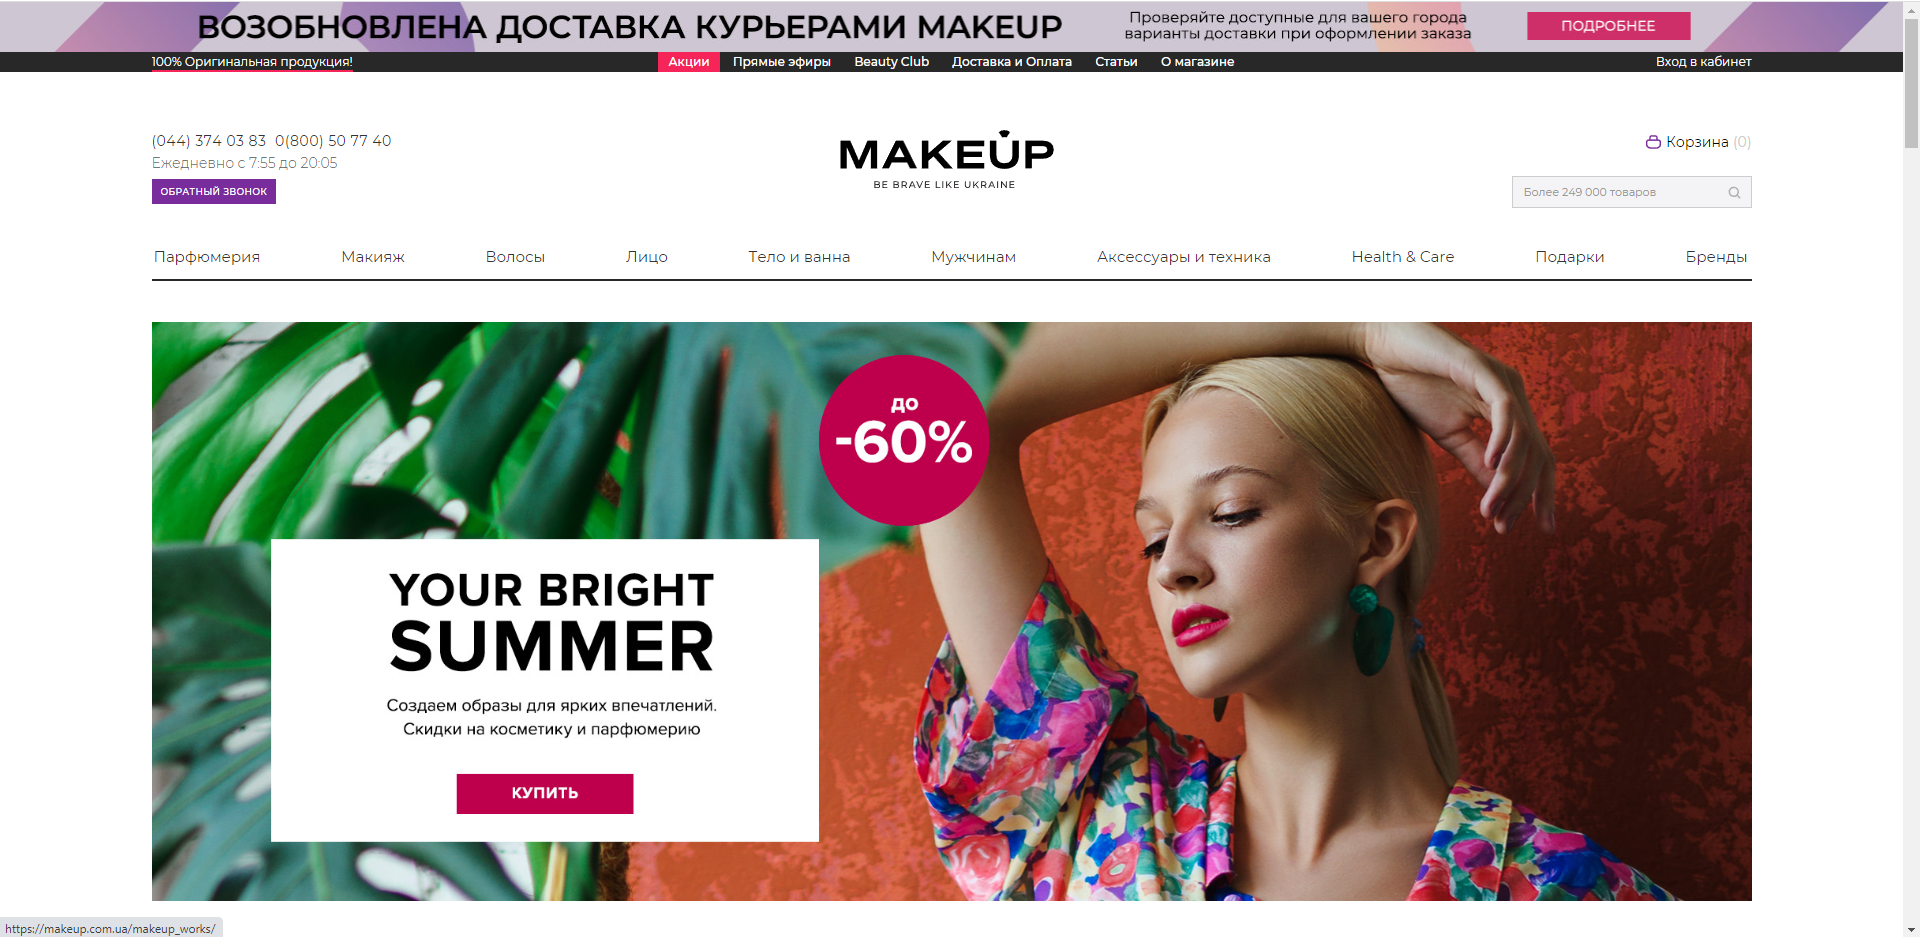 ВОЗОБНОВЛЕНА ДОСТАВКА КУРЬЕРАМИ MAKEUP
Проверяйте доступные для вашего города
варианты доставки при оформлении заказа
ПОДРОБНЕЕ
100% Оригинальная продукция!
Акции Прямые эфиры Beauty Club Доставка и Оплата Статьи О магазине
Вход в кабинет
(044) 374 03 83 0(800) 50 77 40
Ежедневно с 7:55 до 20:05
ОБРАТНЫЙ ЗВОНОК
MAKEUP
BE BRAVE LIKE UKRAINE
Корзина (0)
Более 249 000 товаров
Парфюмерия Макияж Волосы Лицо Тело и ванна Мужчинам Аксессуары и техника Health & Care Подарки Бренды
до
-60%
YOUR BRIGHT
SUMMER
Создаем образы для ярких впечатлений.
Скидки на косметику и парфюмерию
КУПИТЬ
https://makeup.com.ua/makeup_works/